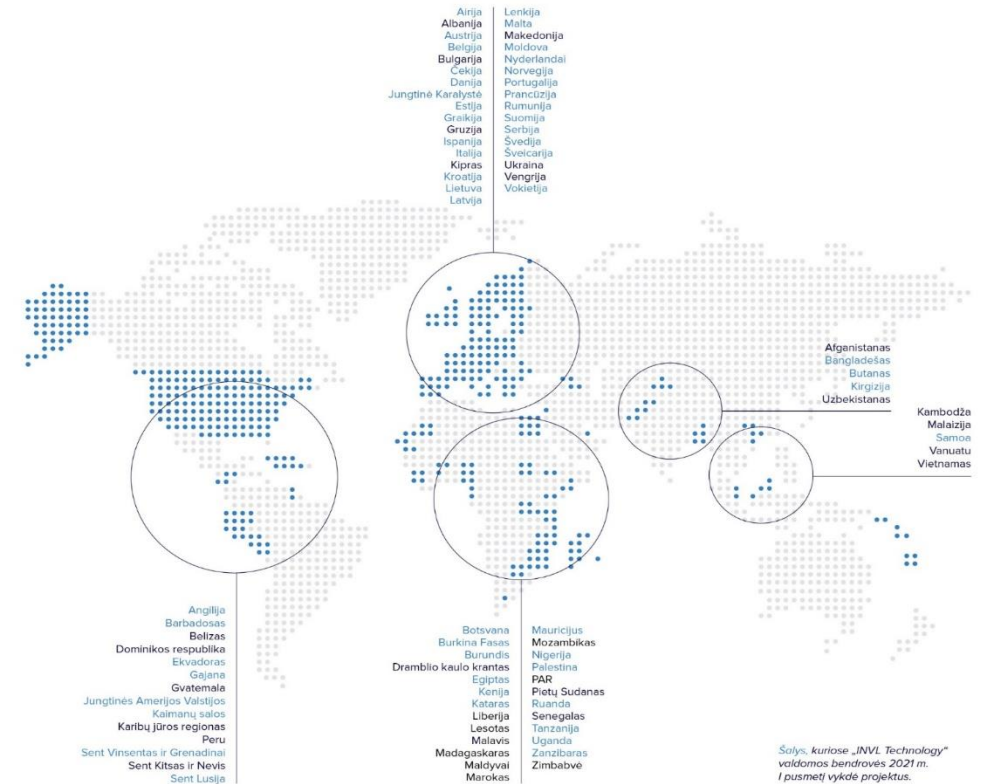 Airija
Albanija
Austrija
Belgija
Bulgarija
Čekija
Danija
Jungtinė Karalystė
Estija
Graikija
Gruzija
Ispanija
Italija
Kipras
Kroatija
Lietuva
Latvija
Lenkija
Malta
Makedonija
Moldova
Nyderlandai
Norvegija
Portugalija
Prancūzija
Rumunija
Suomija
Serbija
Švedija
Šveicarija
Ukraina
Vengrija
Vokietija
Afganistanas
Bangladešas
Butanas
Kirgizija
Uzbekistanas
Kambodža
Malaizija
Samoa
Vanuatu
Vietnamas
Angilija
Barbadosas
Belizas
Dominikos respublika
Ekvadoras
Gajana
Gvatemala
Jungtinės Amerijos Valstijos
Kaimanų salos
Karibų jūros regionas
Peru
Sent Vinsentas ir Grenadinai
Sent Kitsas ir Nevis
Sent Lusija
Botsvana
Burkina Fasas
Burundis
Dramblio kaulo krantas
Egiptas
Kenija
Kataras
Liberija
Lesotas
Malavis
Madagaskaras
Maldyvai
Marokas
Mauricijus
Mozambikas
Nigerija
Palestina
PAR
Pietų Sudanas
Ruanda
Senegalas
Tanzanija
Uganda
Zanzibaras
Zimbabvė
Šalys, kuriose „INVL Technology“
valdomos bendrovės 2021 m.
I pusmetį vykdė projektus.